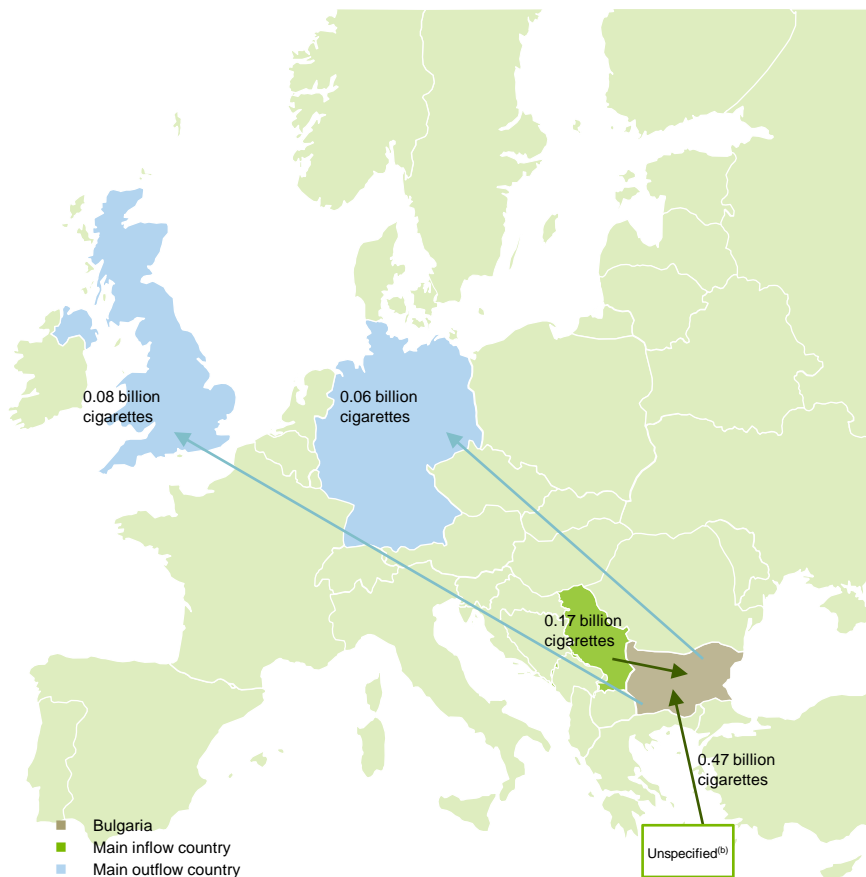 0.08 billion
cigarettes
0.06 billion
cigarettes
0.17 billion
cigarettes
0.47 billion
cigarettes
Unspecified(b)
Bulgaria
Main inflow country
Main outflow country